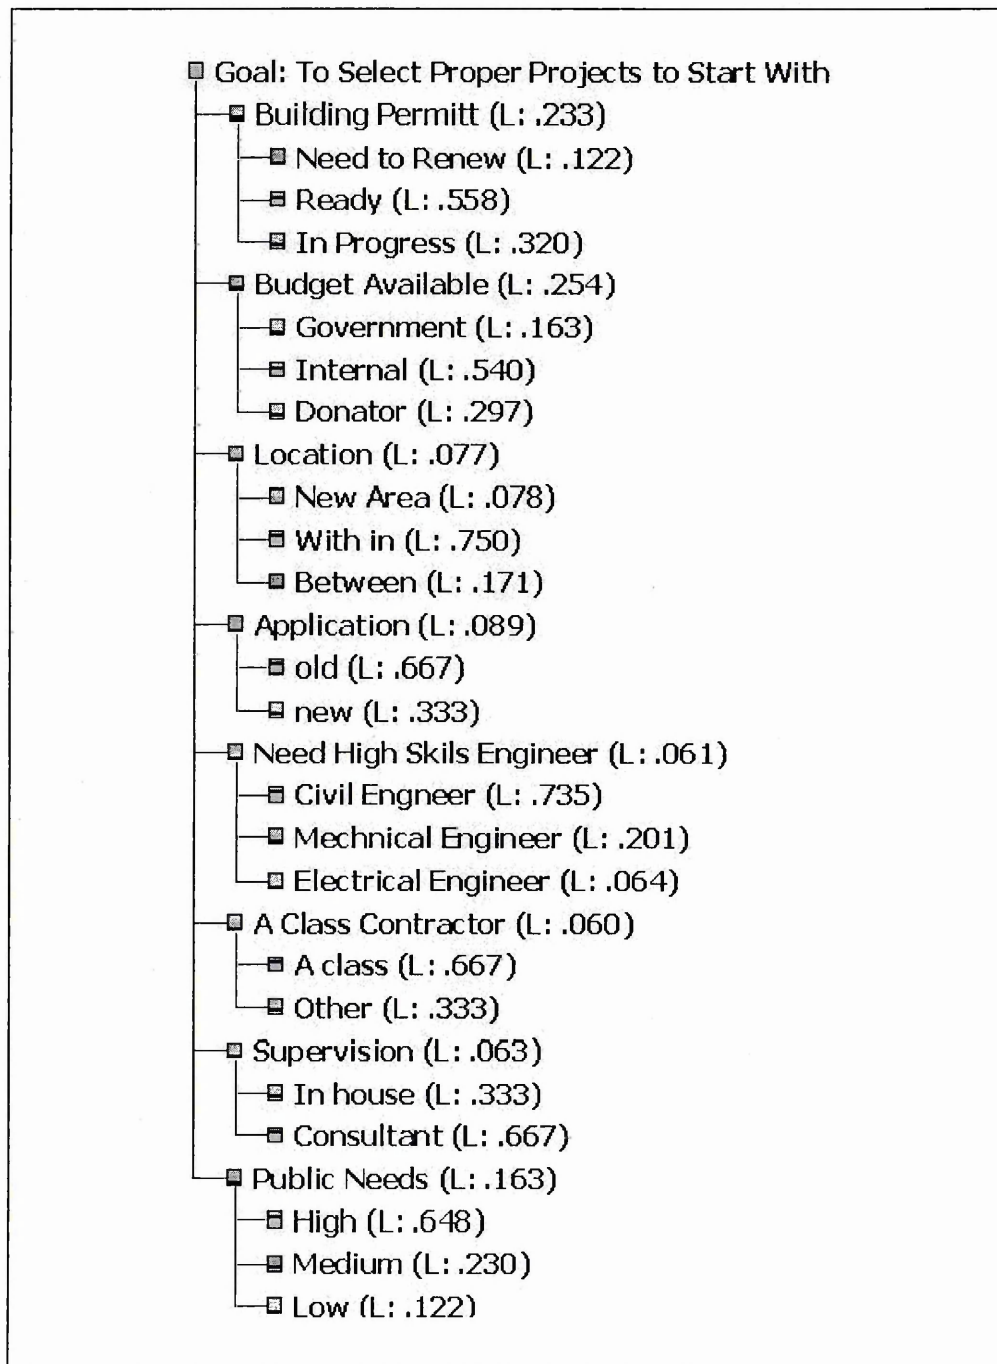 Goal: To Select Proper Projects to Start With
Building Permitt (L: .233)
Need to Renew (L: .122)
Ready (L: .558)
In Progress (L: .320)
Budget Available (L: .254)
Government (L: .163)
Internal (L: .540)
Donator (L: .297)
Location (L: .077)
New Area (L: .078)
With in (L: .750)
Between (L: .171)
Application (L: .089)
old (L: .667)
new (L: .333)
Need High Skils Engineer (L: .061)
Civil Engneer (L: .735)
Mechnical Engineer (L: .201)
Electrical Engineer (L: .064)
A Class Contractor (L: .060)
A class (L: .667)
Other (L: .333)
Supervision (L: .063)
In house (L: .333)
Consultant (L: .667)
Public Needs (L: .163)
High (L: .648)
Medium (L: .230)
Low (L: .122)